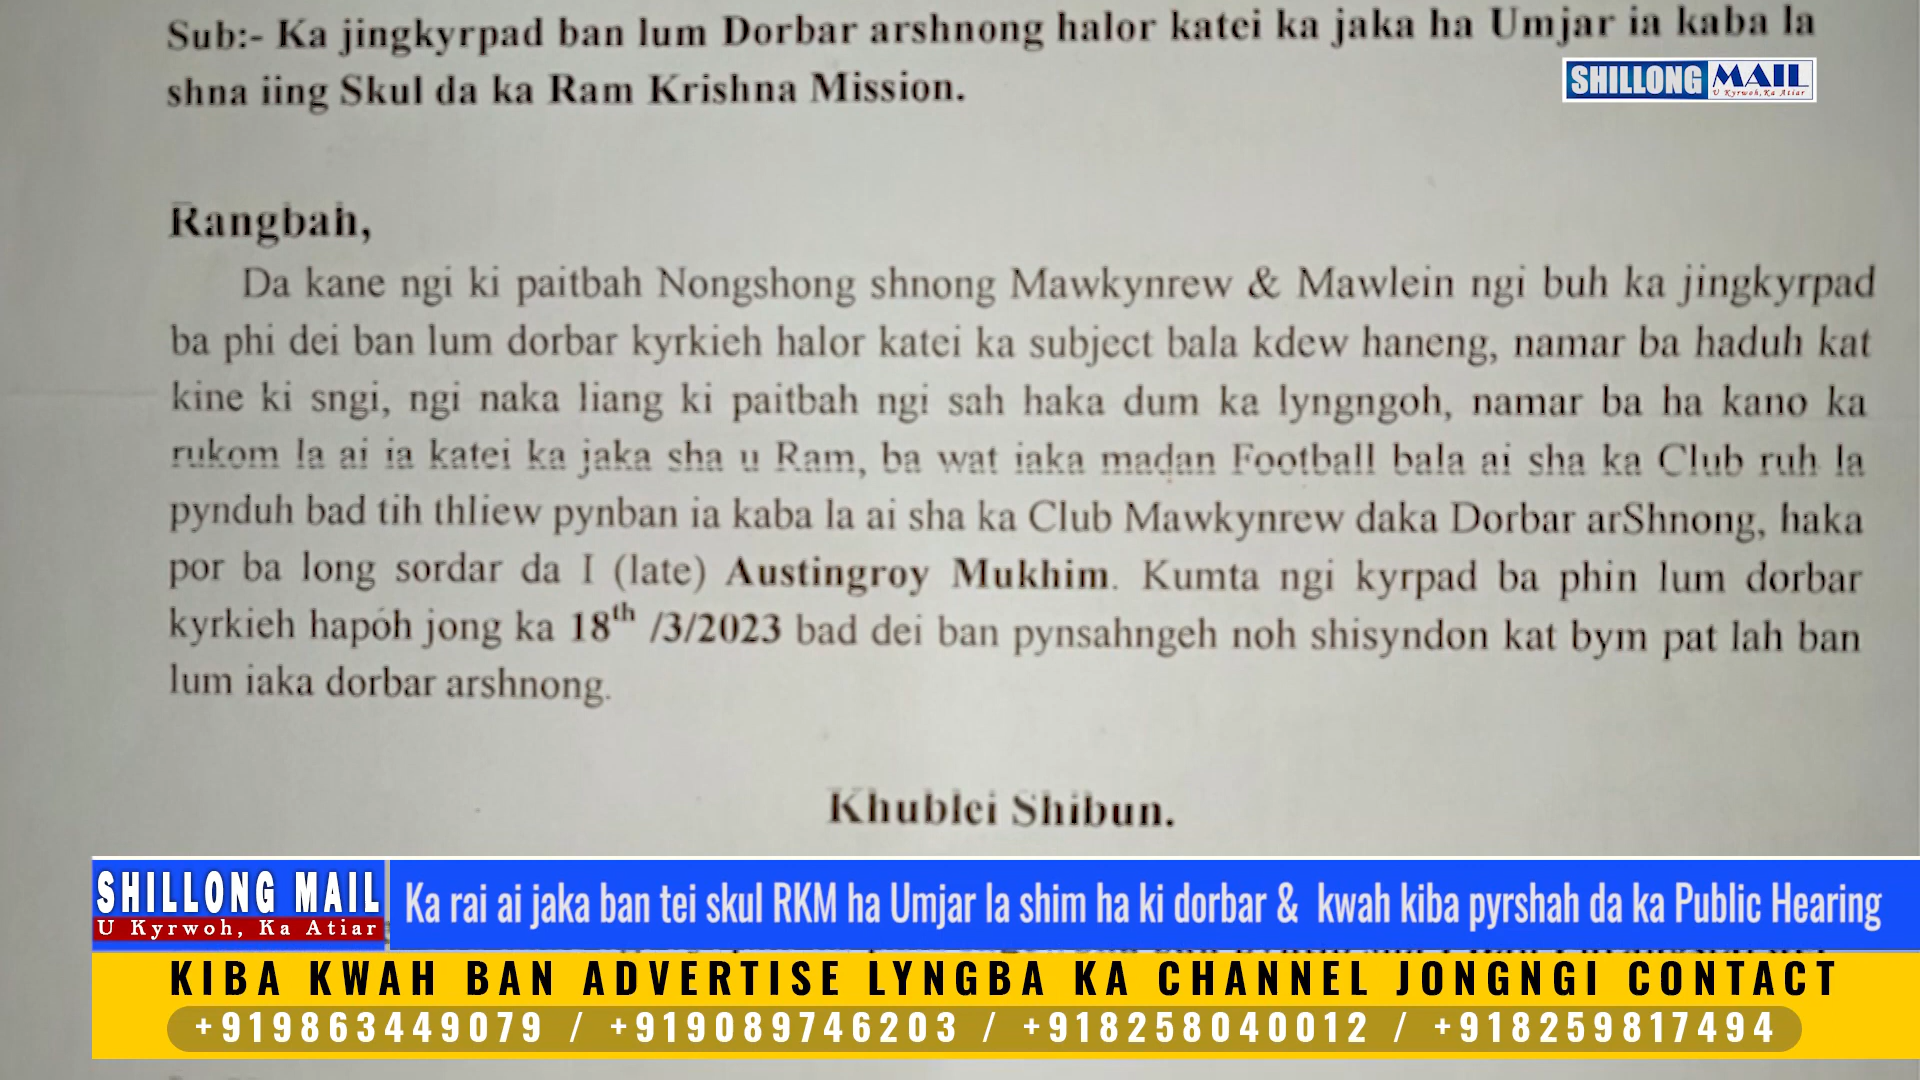 Sub:- Ka jingkyrpad ban lum Dorbar arshnong halor katei ka jaka ha Umjar ia kaba la
shna iing Skul da ka Ram Krishna Mission.
SHILLONG MAIL
U Kyrwoh, Ka Atiar
Rangbah,
Da kane ngi ki paitbah Nongshong shnong Mawkynrew & Mawlein ngi buh ka jingkyrpad
ba phi dei ban lum dorbar kyrkieh halor katei ka subject bala kdew haneng, namar ba haduh kat
kine ki sngi, ngi naka liang ki paitbah ngi sah haka dum ka lyngngoh, namar ba ha kano ka
rukom la ai ia katei ka jaka sha u Ram, ba wat iaka madan Football bala ai sha ka Club ruh la
pynduh bad tih thliew pynban ia kaba la ai sha ka Club Mawkynrew daka Dorbar arShnong, haka
por ba long sordar da I (late) Austingroy Mukhim. Kumta ngi kyrpad ba phin lum dorbar
kyrkieh hapoh jong ka 18th /3/2023 bad dei ban pynsahngeh noh shisyndon kat bym pat lah ban
lum iaka dorbar arshnong.
Khublei Shibun.
SHILLONG MAIL
U Kyrwoh, Ka Atiar
Ka rai ai jaka ban tei skul RKM ha Umjar la shim ha ki dorbar & kwah kiba pyrshah da ka Public Hearing
KIBA KWAH BAN ADVERTISE LYNGBA KA CHANNEL JONGNGI CONTACT
+919863449079 / +919089746203 / +918258040012 / +918259817494